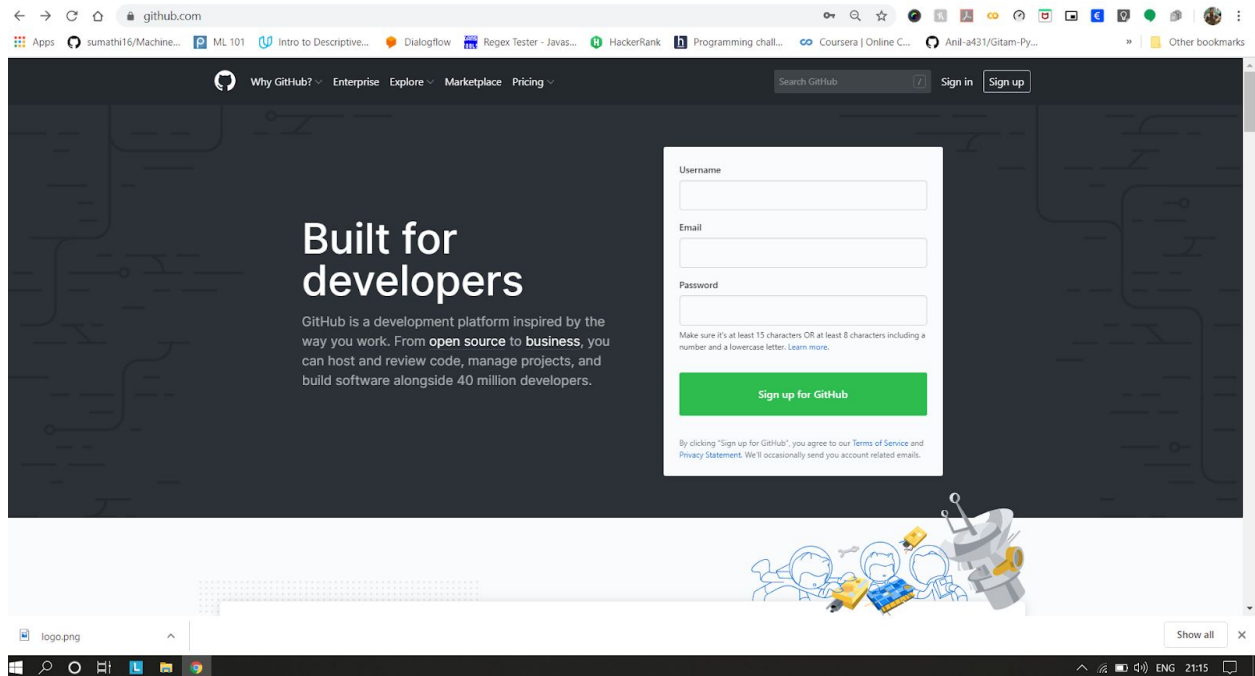 github.com
Apps sumathi16/Machine... ML 101 Intro to Descriptive... Dialogflow Regex Tester - Javas... HackerRank Programming chall... Coursera | Online C... Anil-a431/Gitam-Py... » Other bookmarks
Why GitHub? Enterprise Explore Marketplace Pricing Search GitHub / Sign in Sign up
Username
Built for
developers
Email
Password
GitHub is a development platform inspired by the
way you work. From open source to business, you
can host and review code, manage projects, and
build software alongside 40 million developers.
Make sure it's at least 15 characters OR at least 8 characters including a
number and a lowercase letter. Learn more.
Sign up for GitHub
By clicking "Sign up for GitHub", you agree to our Terms of Service and
Privacy Statement. We'll occasionally send you account related emails.
logo.png Show all
ENG 21:15